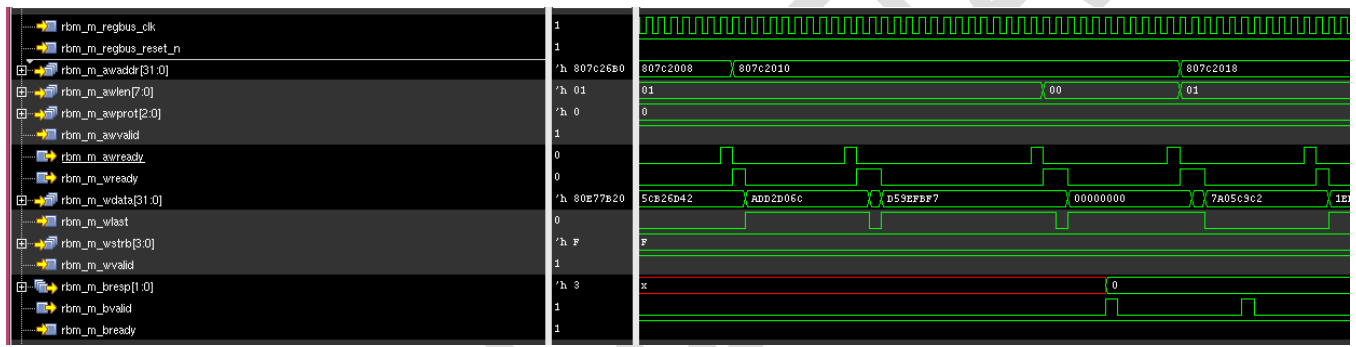 rbm_m_regbus_clk 1
rbm_m_regbus_reset_n 1
rbm_m_awaddr[31:0] 'h 807c26B0 807c2008 807c2010 807c2018
rbm_m_awlen[7:0] 'h 01 01 00 01
rbm_m_awprot[2:0] 'h 0 0
rbm_m_awvalid 1
rbm_m_awready 0
rbm_m_wready 0
rbm_m_wdata[31:0] 'h 80E77B20 5CB26D42 ADD2D06C D59EFBF7 00000000 7A05C9C2
rbm_m_wlast 0
rbm_m_wstrb[3:0] 'h F F
rbm_m_wvalid 1
rbm_m_bresp[1:0] 'h 3 x 0
rbm_m_bvalid 1
rbm_m_bready 1